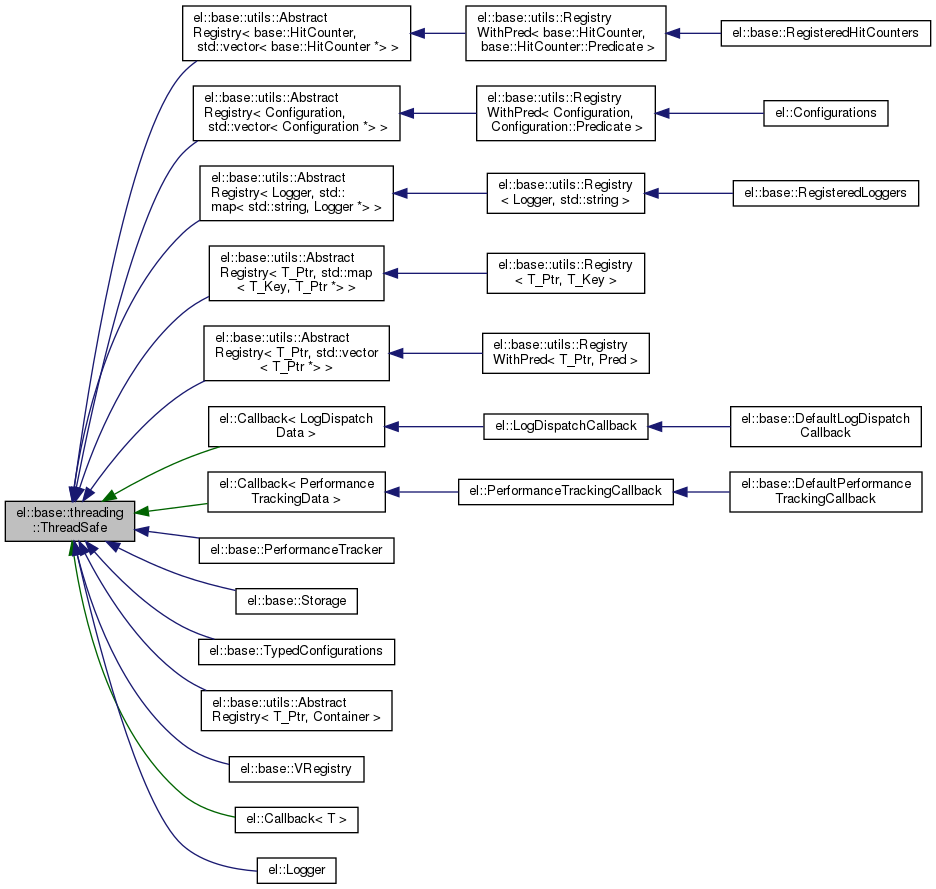 el::base::utils::Abstract
Registry< base::HitCounter,
std::vector< base::HitCounter *> >
el::base::utils::Registry
WithPred< base::HitCounter,
base::HitCounter::Predicate >
el::base::RegisteredHitCounters
el::base::utils::Abstract
Registry< Configuration,
std::vector< Configuration *> >
el::base::utils::Registry
WithPred< Configuration,
Configuration::Predicate >
el::Configurations
el::base::utils::Abstract
Registry< Logger, std::
map< std::string, Logger *> >
el::base::utils::Registry
< Logger, std::string >
el::base::RegisteredLoggers
el::base::utils::Abstract
Registry< T_Ptr, std::map
< T_Key, T_Ptr *> >
el::base::utils::Registry
< T_Ptr, T_Key >
el::base::utils::Abstract
Registry< T_Ptr, std::vector
< T_Ptr *> >
el::base::utils::Registry
WithPred< T_Ptr, Pred >
el::Callback< LogDispatch
Data >
el::LogDispatchCallback
el::base::DefaultLogDispatch
Callback
el::Callback< Performance
TrackingData >
el::PerformanceTrackingCallback
el::base::DefaultPerformance
TrackingCallback
el::base::threading
::ThreadSafe
el::base::PerformanceTracker
el::base::Storage
el::base::TypedConfigurations
el::base::utils::Abstract
Registry< T_Ptr, Container >
el::base::VRegistry
el::Callback< T >
el::Logger